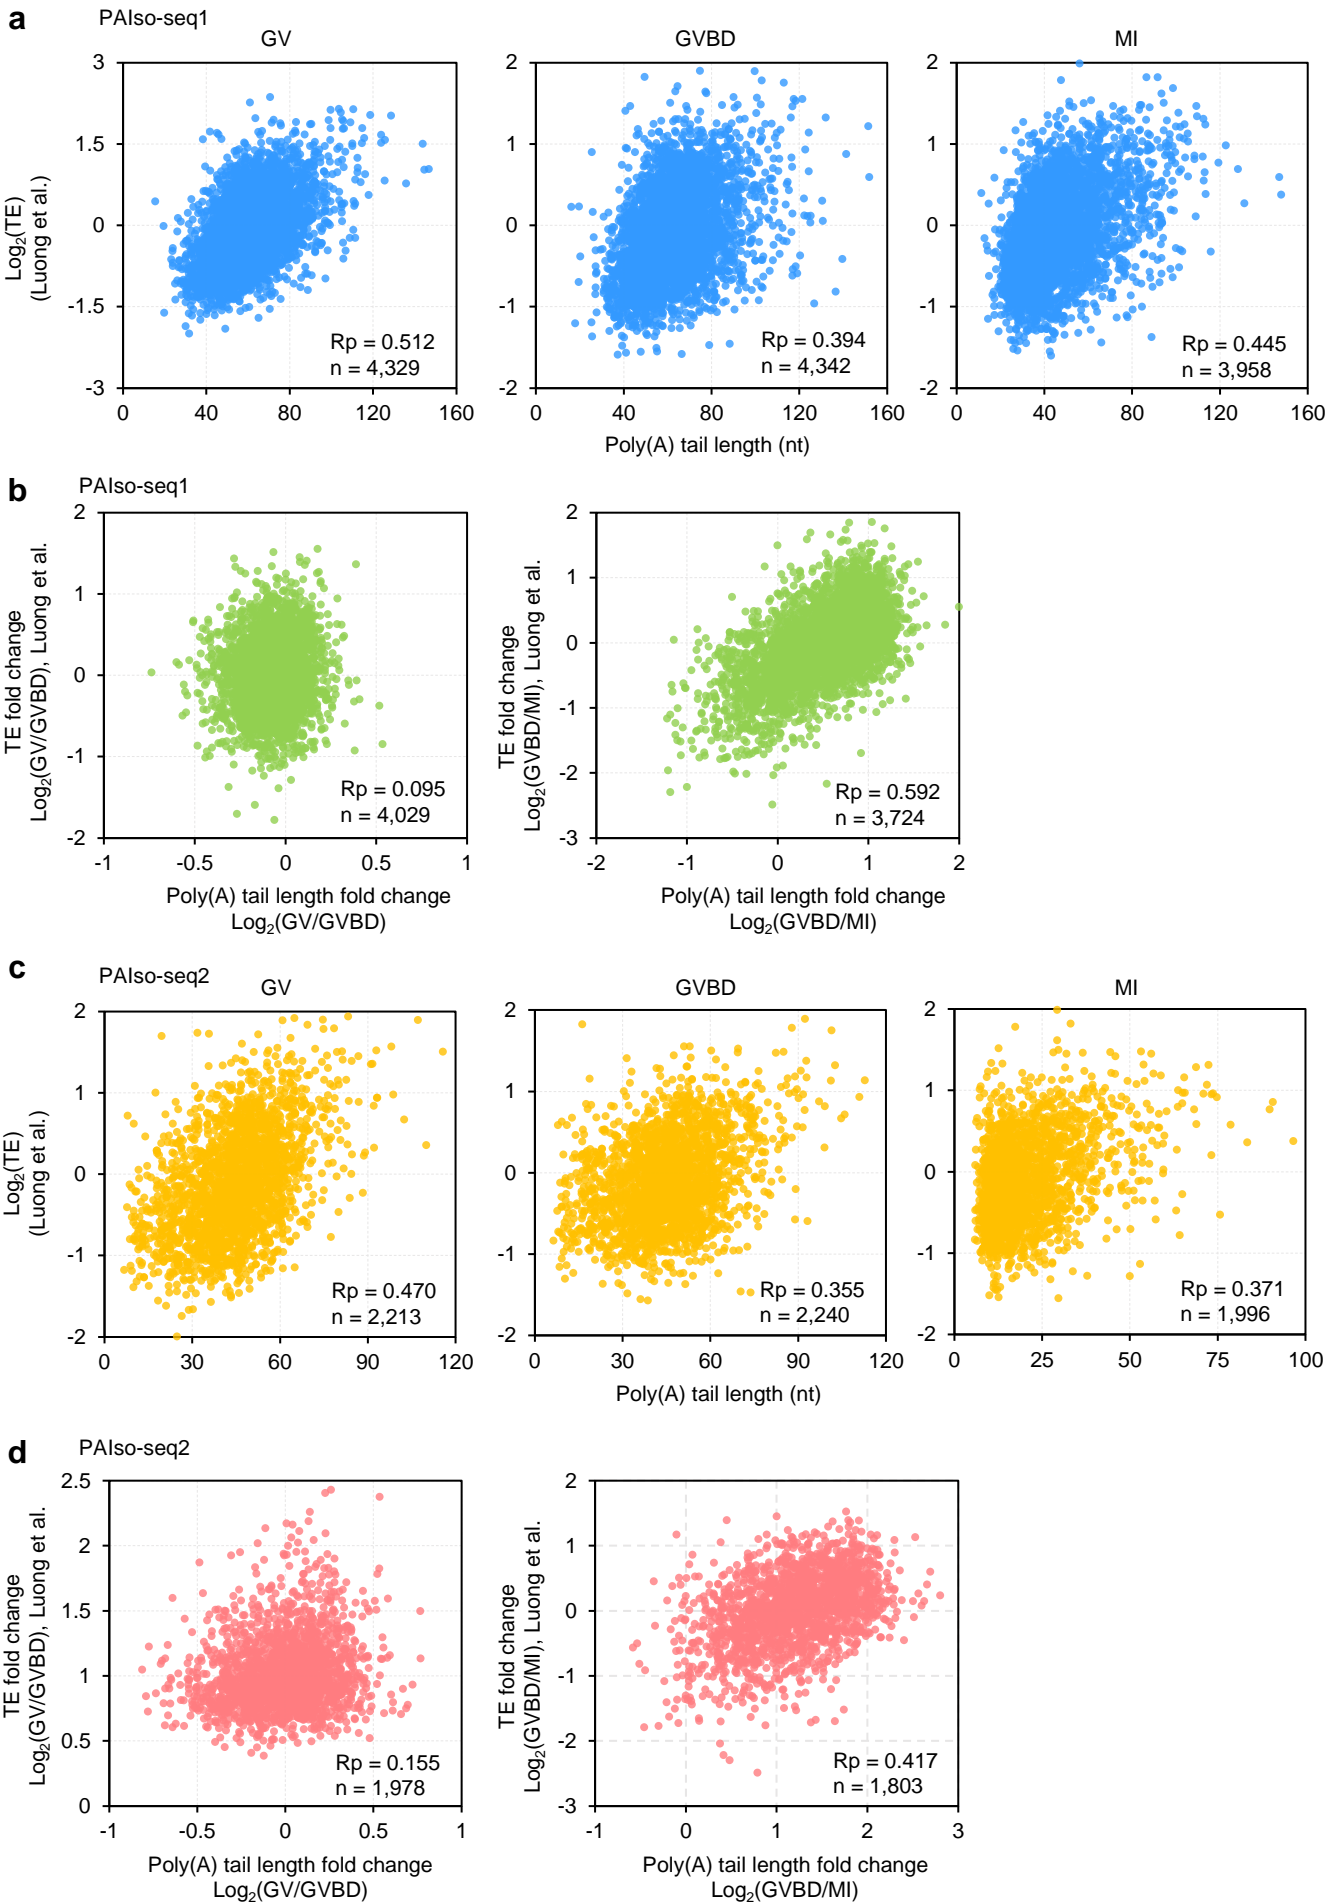 a
PAIso-seq1
GV
GVBD
MI
Log2(TE)
(Luong et al.)
3
1.5
0
-1.5
-3
0 40 80 120 160
Rp = 0.512
n = 4,329
2
1
0
-1
-2
0 40 80 120 160
Rp = 0.394
n = 4,342
2
1
0
-1
-2
0 40 80 120 160
Rp = 0.445
n = 3,958
Poly(A) tail length (nt)
b
PAIso-seq1
TE fold change
Log2(GV/GVBD), Luong et al.
2
1
0
-1
-2
-1 -0.5 0 0.5 1
Rp = 0.095
n = 4,029
Poly(A) tail length fold change
Log2(GV/GVBD)
TE fold change
Log2(GVBD/MI), Luong et al.
2
1
0
-1
-2
-3
-2 -1 0 1 2
Rp = 0.592
n = 3,724
Poly(A) tail length fold change
Log2(GVBD/MI)
c
PAIso-seq2
GV
GVBD
MI
Log2(TE)
(Luong et al.)
2
1
0
-1
-2
0 30 60 90 120
Rp = 0.470
n = 2,213
2
1
0
-1
-2
0 30 60 90 120
Rp = 0.355
n = 2,240
2
1
0
-1
-2
0 25 50 75 100
Rp = 0.371
n = 1,996
Poly(A) tail length (nt)
d
PAIso-seq2
TE fold change
Log2(GV/GVBD), Luong et al.
2.5
2
1.5
1
0.5
0
-1 -0.5 0 0.5 1
Rp = 0.155
n = 1,978
Poly(A) tail length fold change
Log2(GV/GVBD)
TE fold change
Log2(GVBD/MI), Luong et al.
2
1
0
-1
-2
-3
-1 0 1 2 3
Rp = 0.417
n = 1,803
Poly(A) tail length fold change
Log2(GVBD/MI)